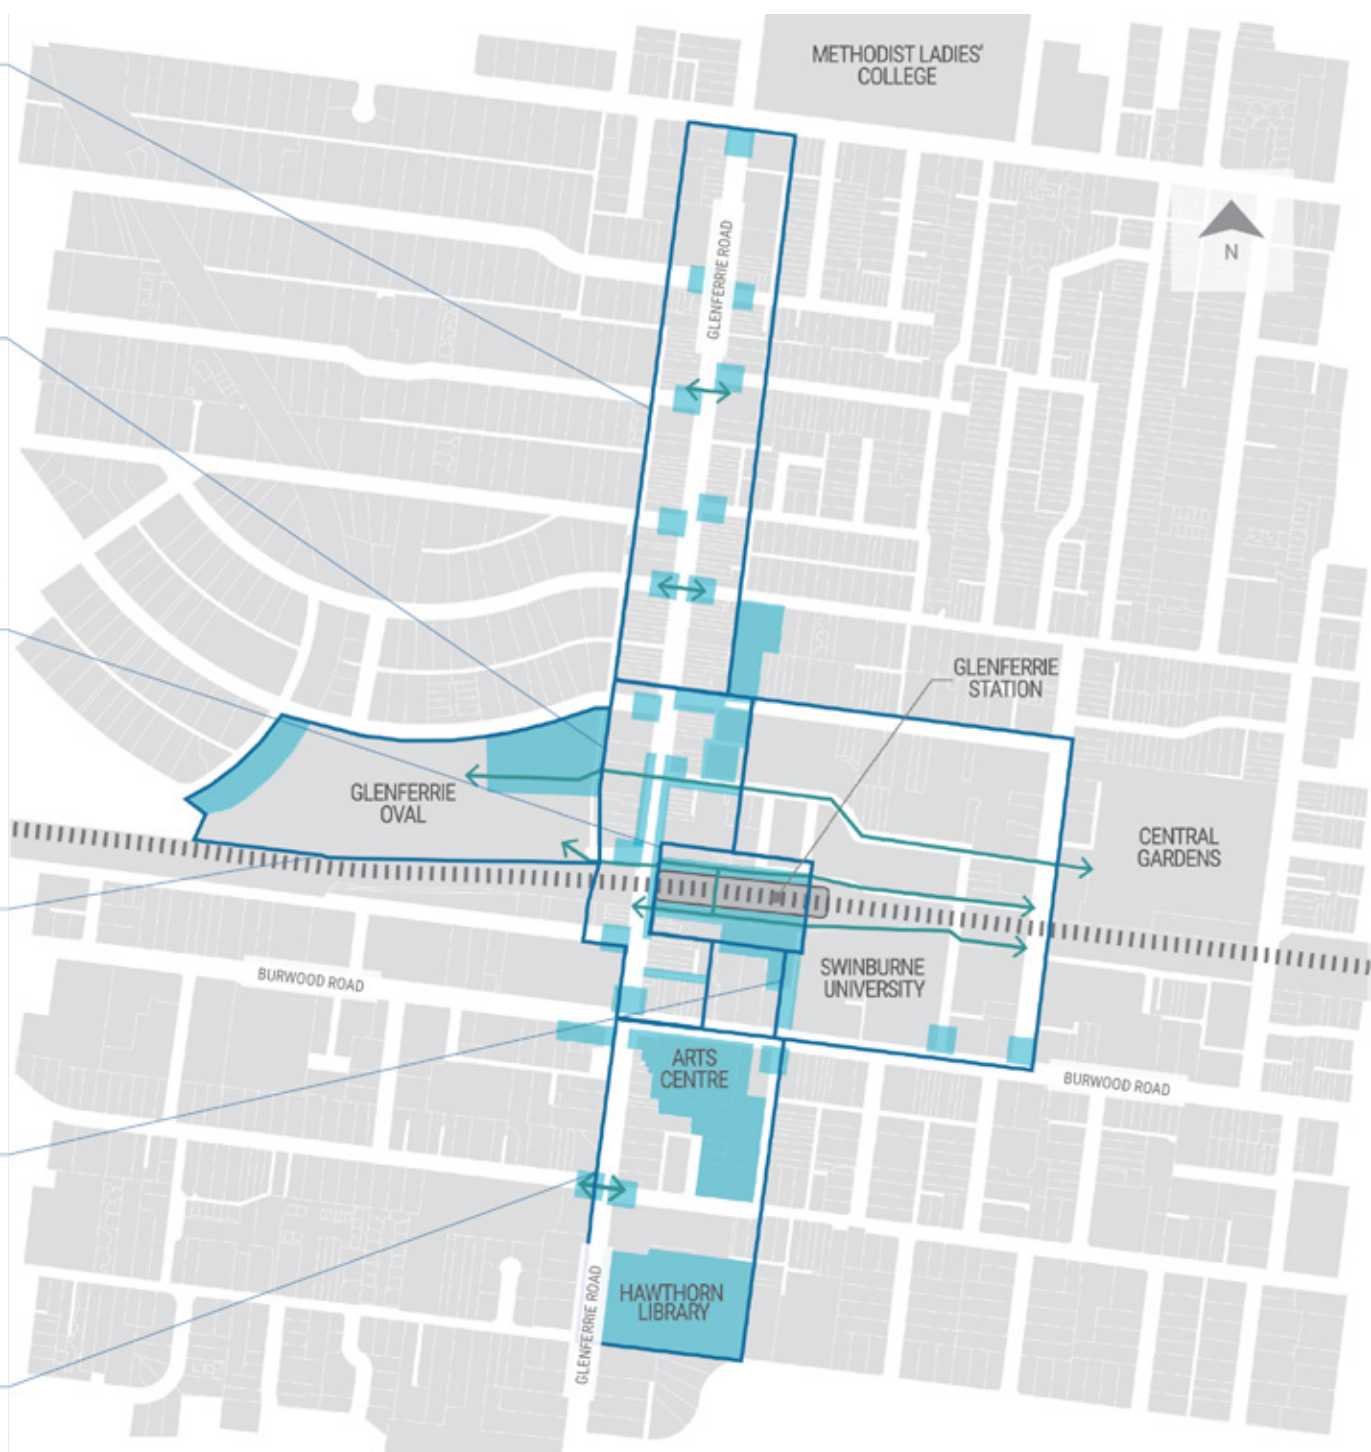 METHODIST LADIES'
COLLEGE
GLENFERRIE ROAD
N
GLENFERRIE
STATION
GLENFERRIE
OVAL
CENTRAL
GARDENS
BURWOOD ROAD
SWINBURNE
UNIVERSITY
ARTS
CENTRE
BURWOOD ROAD
HAWTHORN
LIBRARY
GLENFERRIE ROAD